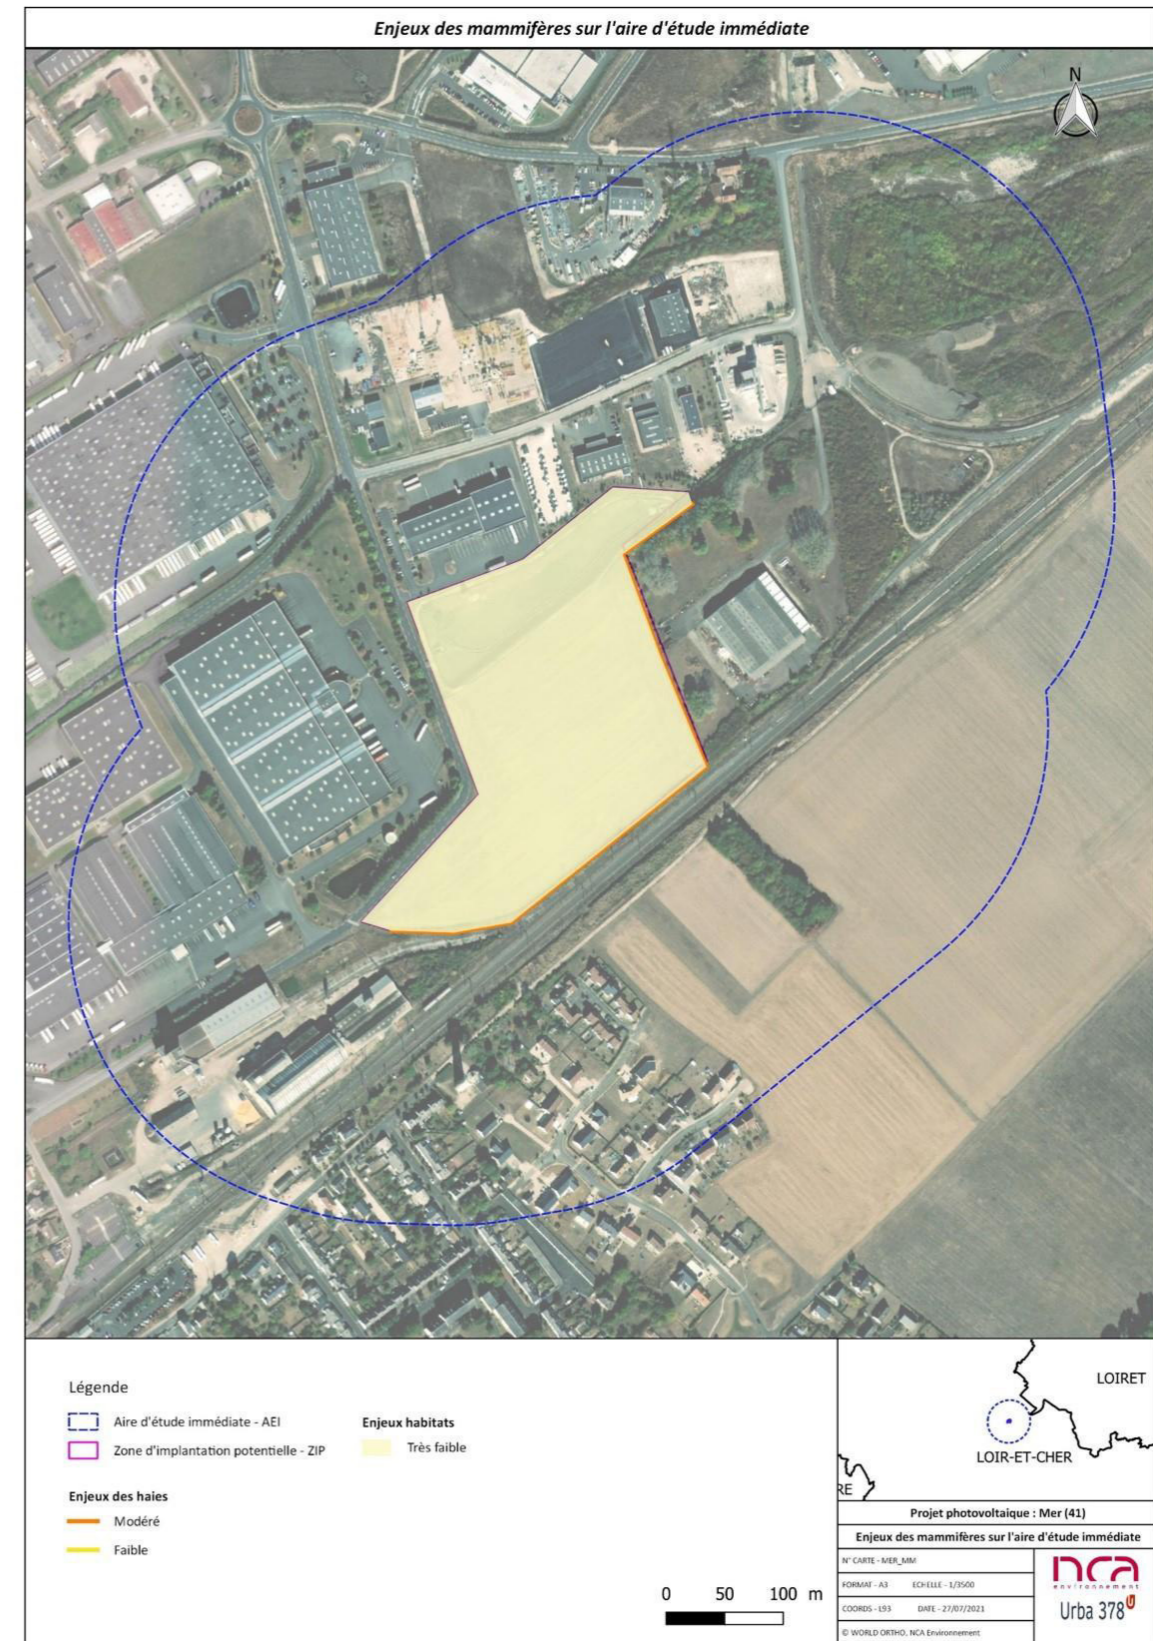 Enjeux des mammifères sur l'aire d'étude immédiate
N
Légende
Aire d'étude immédiate - AEI
Zone d'implantation potentielle - ZIP
Enjeux des haies
Modéré
Faible
Enjeux habitats
Très faible
0 50 100 m
LOIRET
LOIR-ET-CHER
RE
Projet photovoltaique : Mer (41)
Enjeux des mammifères sur l'aire d'étude immédiate
N° CARTE - MER_MM
FORMAT - A3 ECHELLE - 1/3500
COORDS - L93 DATE - 27/07/2021
© WORLD ORTHO, NCA Environnement
nca
environnement
Urba 378